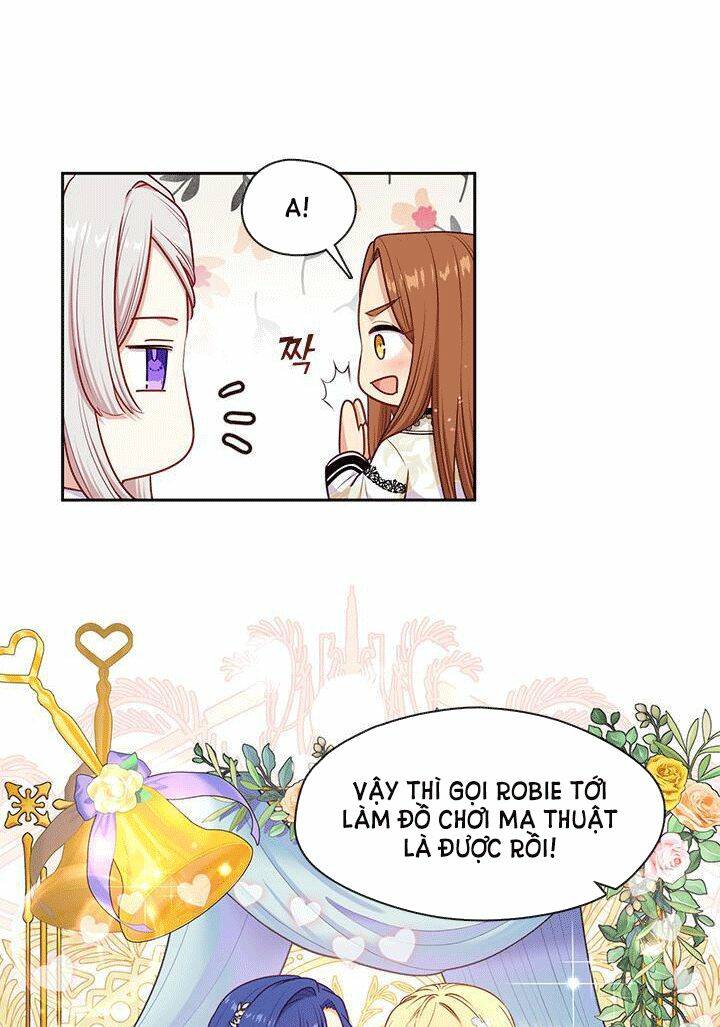 A!
짝
VẬY THÌ GỌI ROBIE TỚI
LÀM ĐỒ CHƠI MA THUẬT
LÀ ĐƯỢC RỒI!